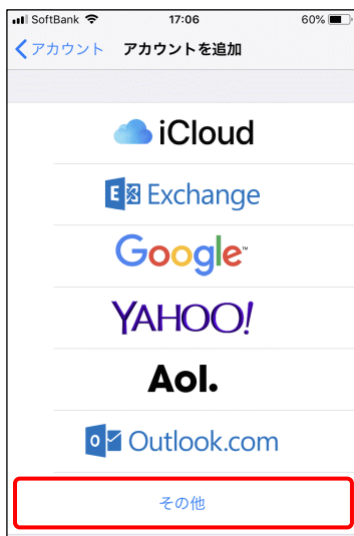 SoftBank 17:06 60%
アカウント アカウントを追加
iCloud
E Exchange
Google
YAHOO!
Aol.
o Outlook.com
その他